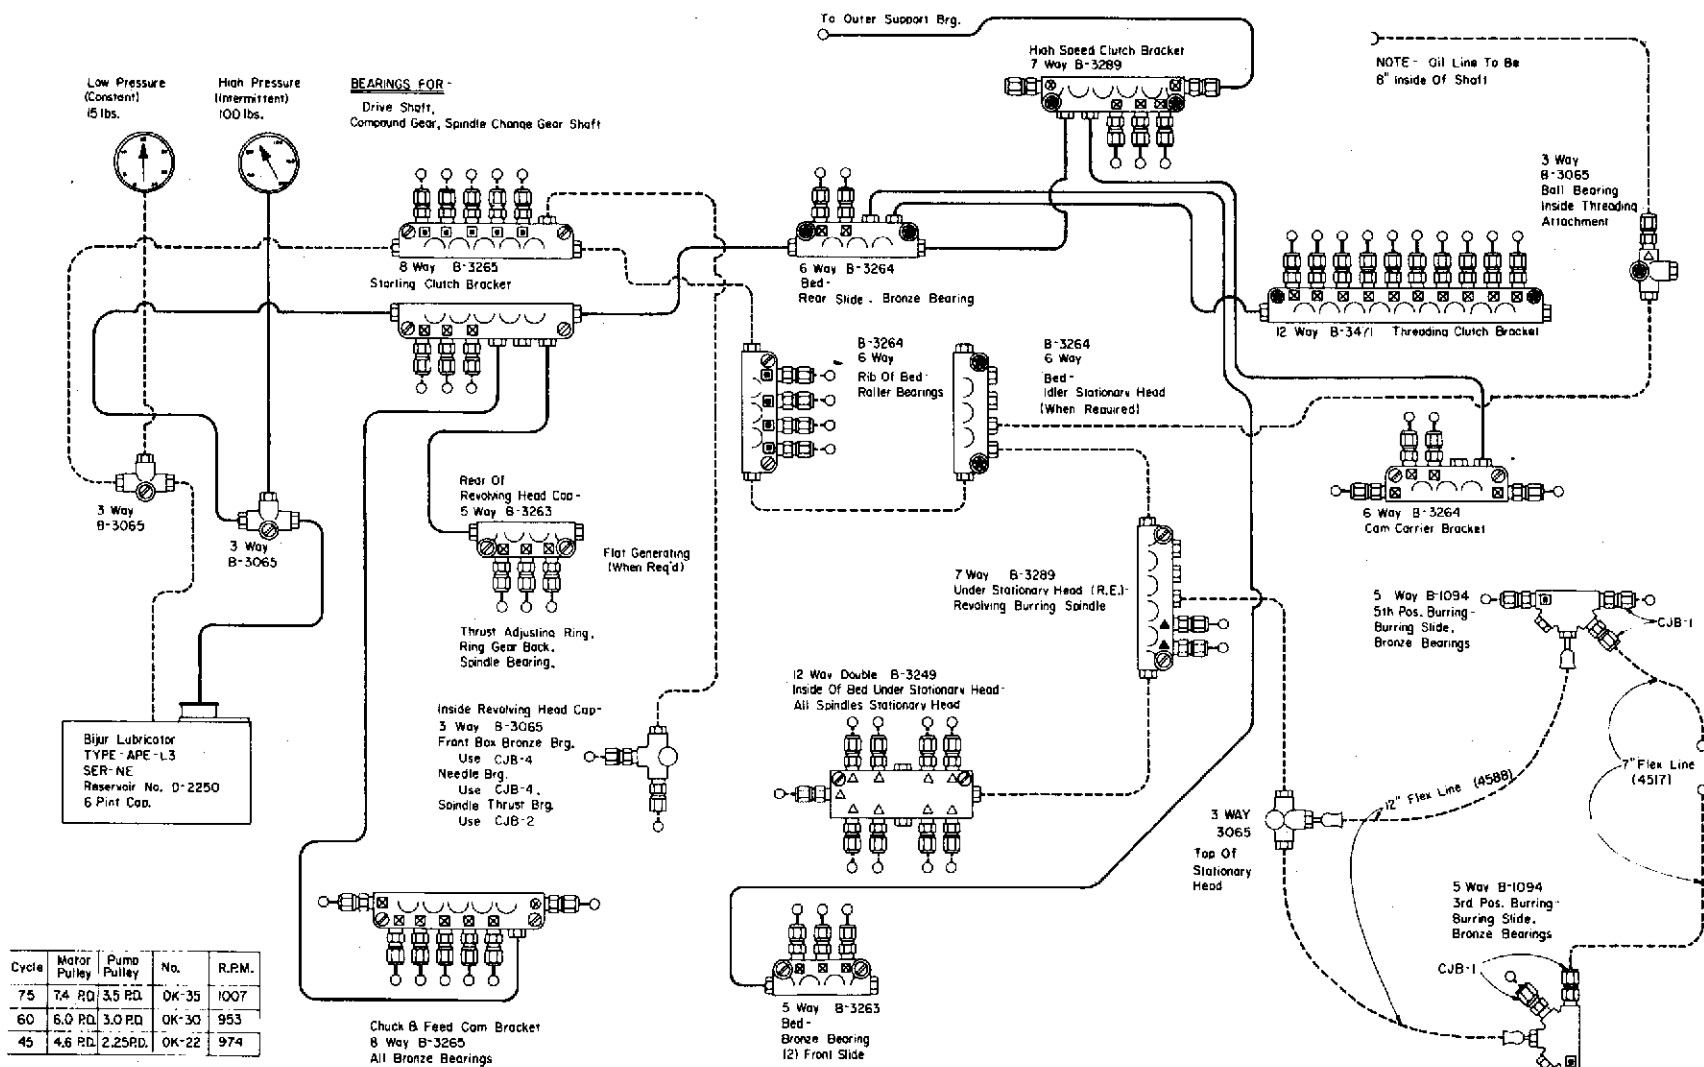 To Outer Support Brg.
High Speed Clutch Bracket
7 Way B-3289
NOTE - Oil Line To Be
8" inside Of Shaft
Low Pressure
(Constant)
15 lbs.
High Pressure
(Intermittent)
100 lbs.
BEARINGS FOR -
Drive Shaft,
Compound Gear, Spindle Change Gear Shaft
3 Way
B-3065
Ball Bearing
Inside Threading
Attachment
8 Way B-3265
Starting Clutch Bracker
6 Way B-3264
Bed -
Rear Slide - Bronze Bearing
12 Way B-3471 Threading Clutch Bracket
B-3264
6 Way
Rib Of Bed -
Roller Bearings
B-3264
6 Way
Bed -
Idler Stationary Head
(When Required)
3 Way
B-3065
3 Way
B-3065
Rear Of
Revolving Head Cap -
5 Way B-3263
Flat Generating
(When Req'd)
6 Way B-3264
Cam Carrier Bracket
7 Way B-3289
Under Stationary Head (R.E.)-
Revolving Burring Spindle
5 Way B-1094
5th Pos. Burring -
Burring Slide,
Bronze Bearings
CJB-1
Thrust Adjusting Ring,
Ring Gear Back,
Spindle Bearing,
12 Way Double B-3249
Inside Of Bed Under Stationary Head -
All Spindles Stationary Head
Inside Revolving Head Cap-
3 Way B-3065
Front Box Bronze Brg.
Use CJB-4
Needle Brg.
Use CJB-4,
Spindle Thrust Brg.
Use CJB-2
Bijur Lubricator
TYPE-APE-L3
SER-NE
Reservoir No. D-2250
6 Pint Cap.
12" Flex Line (4588)
7" Flex Line
(4517)
3 WAY
3065
Top Of
Stationary
Head
5 Way B-1094
3rd Pos. Burring -
Burring Slide,
Bronze Bearings
CJB-1
Cycle Motor Pulley Pump Pulley No. R.P.M.
75 7.4 P.D. 3.5 P.D. OK-35 1007
60 6.0 P.D. 3.0 P.D. OK-30 953
45 4.6 P.D. 2.25P.D. OK-22 974
Chuck & Feed Cam Bracket
8 Way B-3265
All Bronze Bearings
5 Way B-3263
Bed -
Bronze Bearing
(2) Front Slide